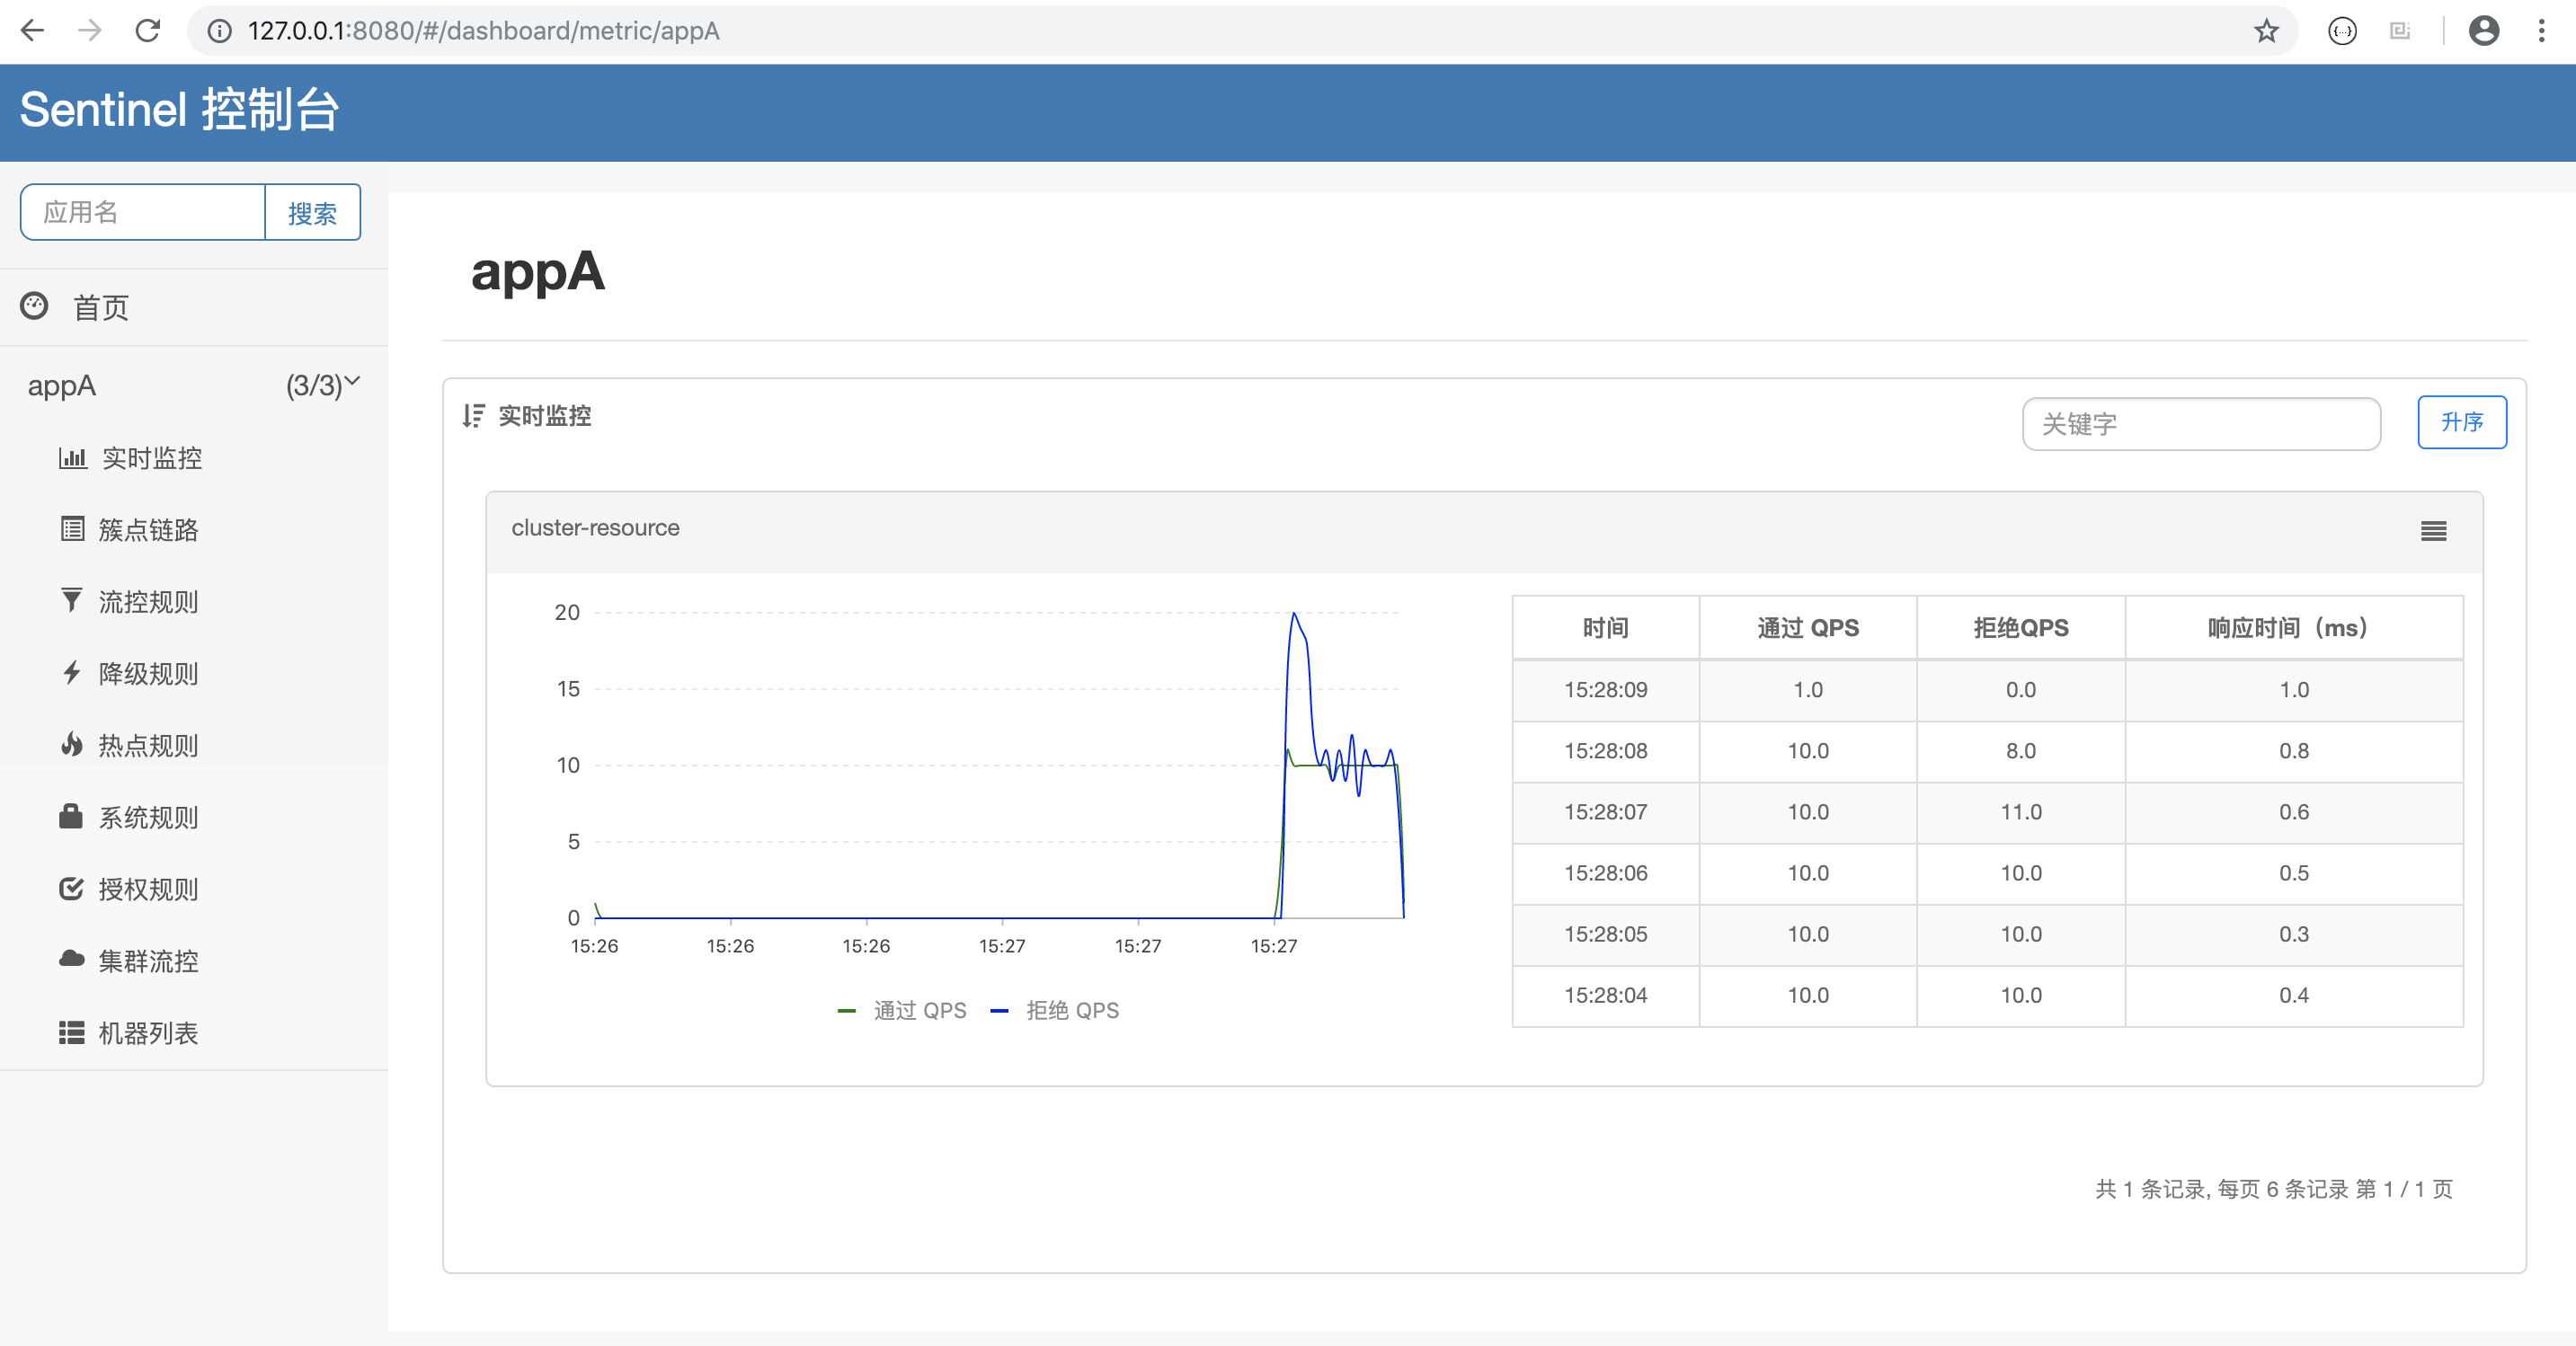 127.0.0.1:8080/#/dashboard/metric/appA
Sentinel 控制台
应用名 搜索
首页
appA (3/3)
实时监控
簇点链路
流控规则
降级规则
热点规则
系统规则
授权规则
集群流控
机器列表
appA
实时监控 关键字 升序
cluster-resource
20
15
10
5
0
15:26 15:26 15:26 15:27 15:27 15:27
通过 QPS 拒绝 QPS
时间 通过 QPS 拒绝QPS 响应时间（ms）
15:28:09 1.0 0.0 1.0
15:28:08 10.0 8.0 0.8
15:28:07 10.0 11.0 0.6
15:28:06 10.0 10.0 0.5
15:28:05 10.0 10.0 0.3
15:28:04 10.0 10.0 0.4
共 1 条记录, 每页 6 条记录 第 1 / 1 页